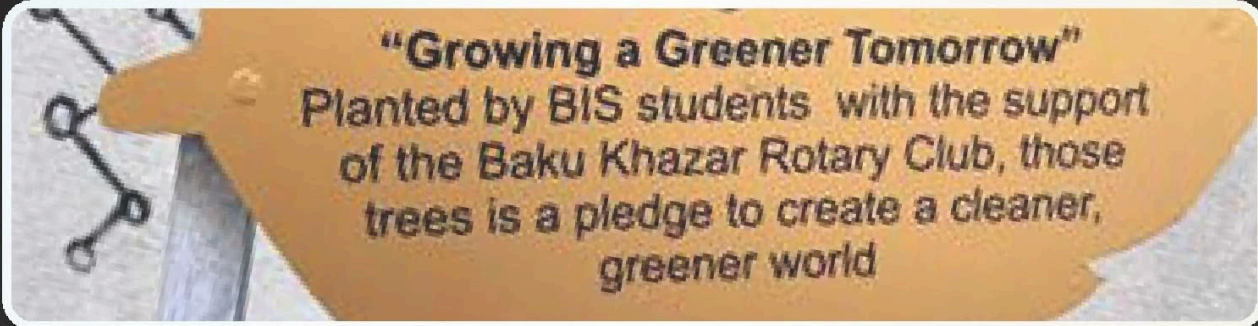 “Growing a Greener Tomorrow”
Planted by BIS students with the support
of the Baku Khazar Rotary Club, those
trees is a pledge to create a cleaner,
greener world